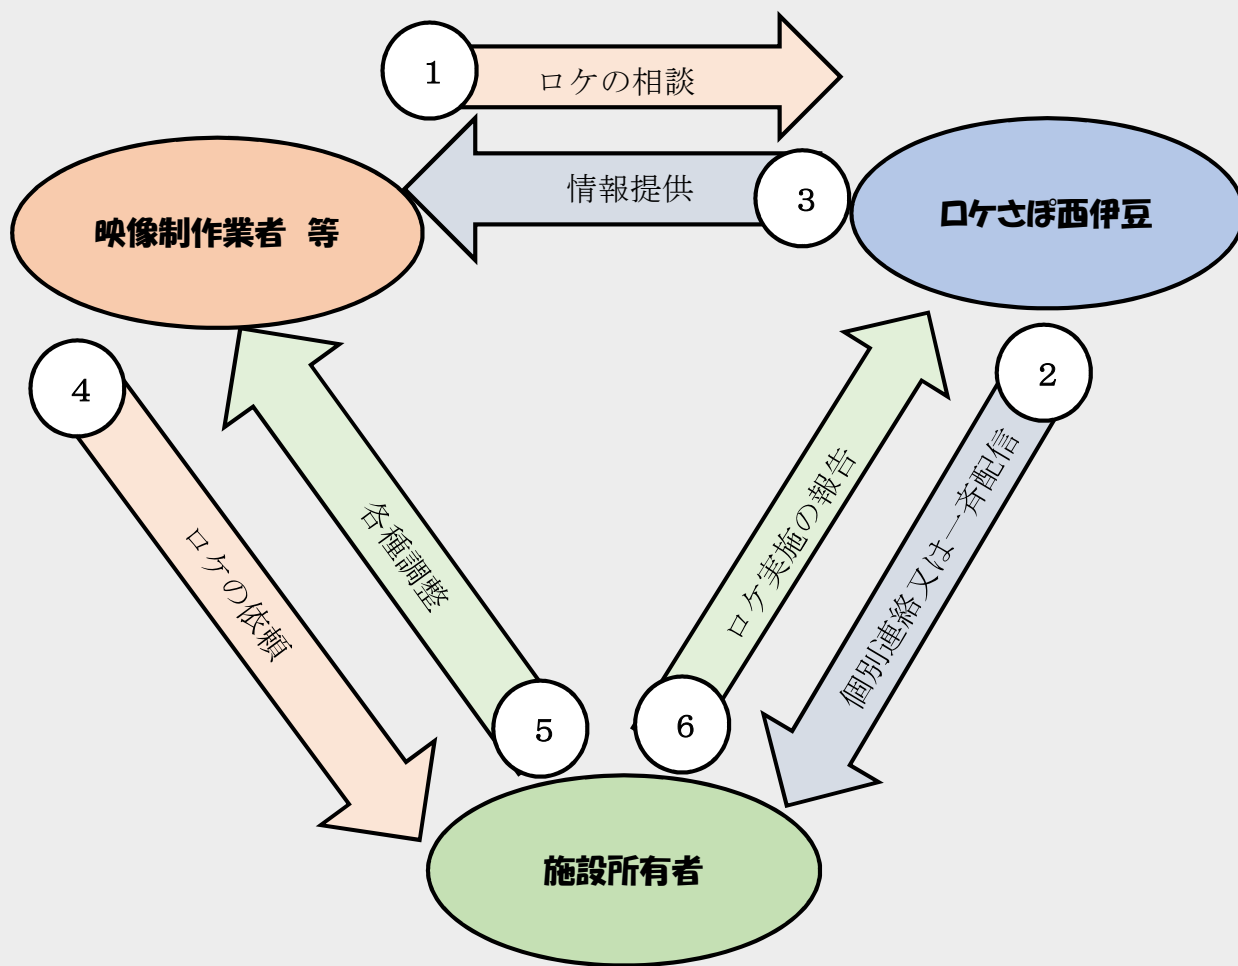 1
ロケの相談
情報提供
3
映像制作業者 等
ロケさぽ西伊豆
4
2
ロケの依頼
各種調整
ロケ実施の報告
個別連絡又は一斉配信
5
6
施設所有者